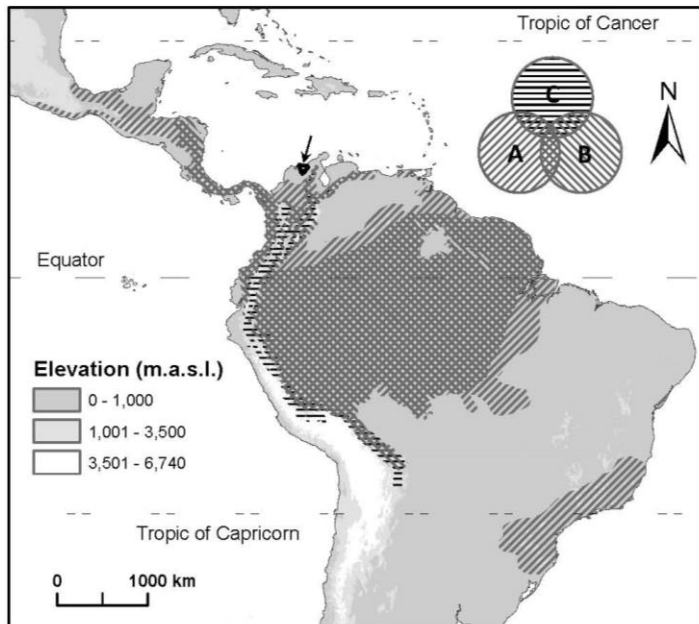 Tropic of Cancer
C
N
A
B
Equator
Elevation (m.a.s.l.)
0 - 1,000
1,001 - 3,500
3,501 - 6,740
Tropic of Capricorn
0
1000 km